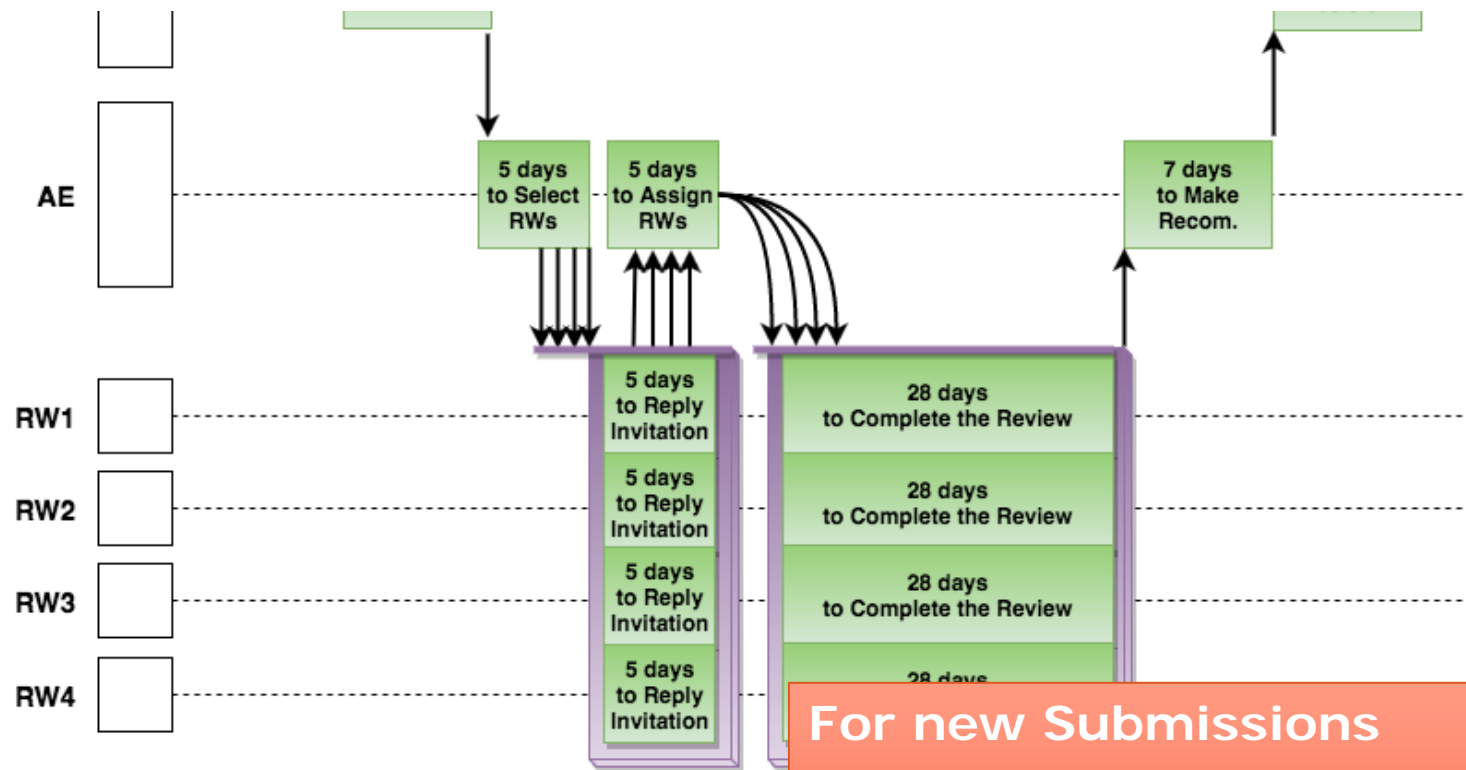 AE
5 days
to Select
RWs
5 days
to Assign
RWs
7 days
to Make
Recom.
RW1
5 days
to Reply
Invitation
28 days
to Complete the Review
RW2
5 days
to Reply
Invitation
28 days
to Complete the Review
RW3
5 days
to Reply
Invitation
28 days
to Complete the Review
RW4
5 days
to Reply
Invitation
28 days
For new Submissions